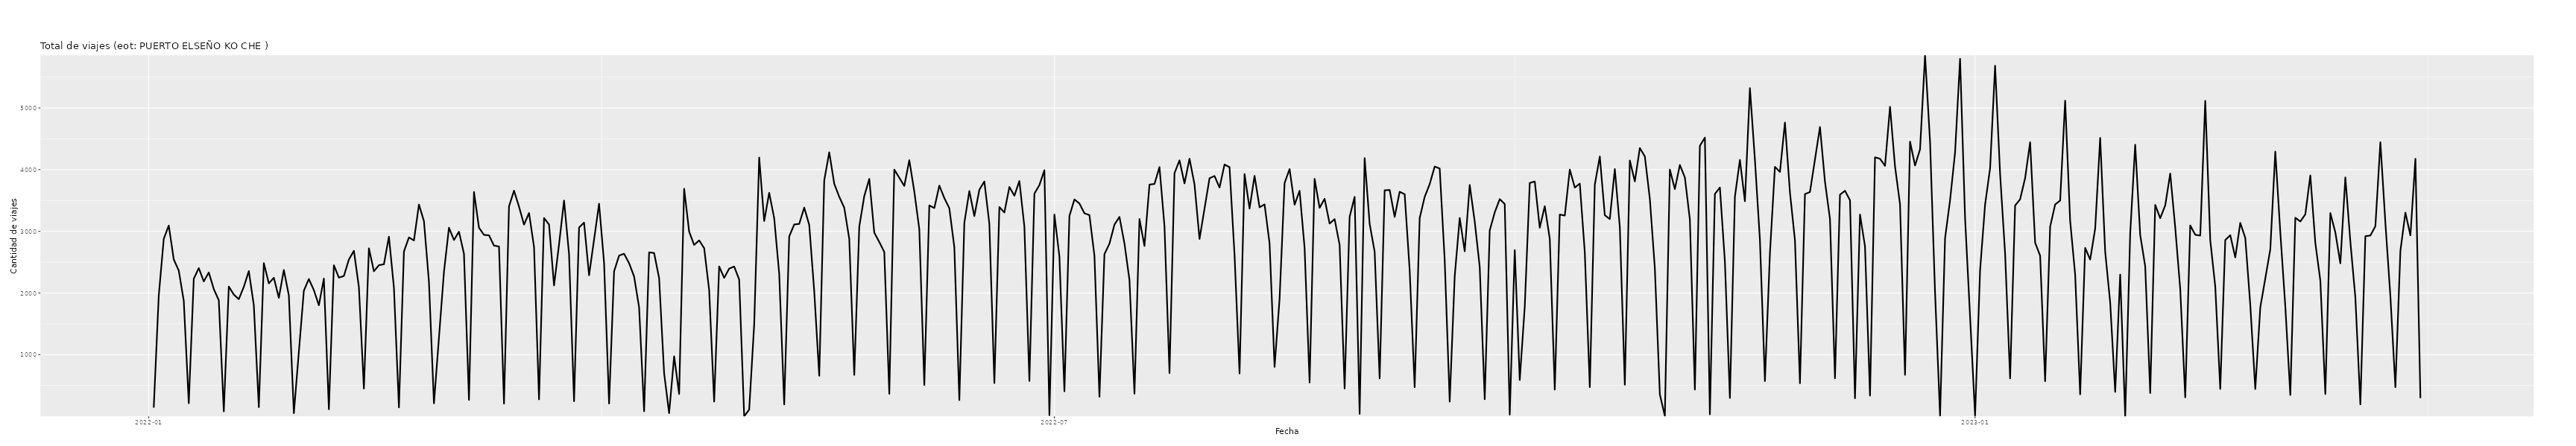 Total de viajes (eot: PUERTO ELSEÑO KO CHE )
Cantidad de viajes
5000
4000
3000
2000
1000
2022-01
2022-07
2023-01
Fecha